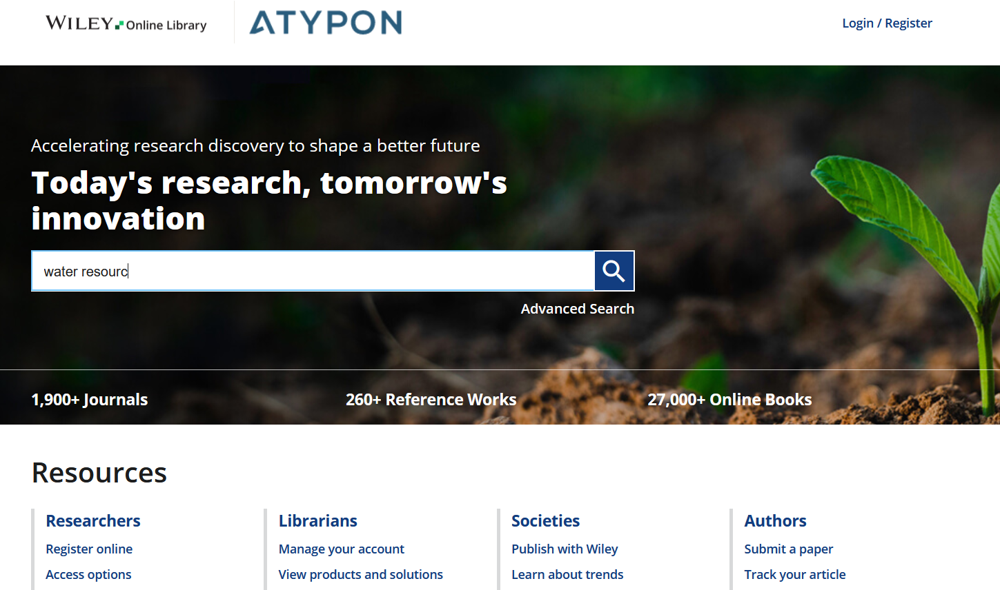 WILEY Online Library
ATYPON
Login / Register
Accelerating research discovery to shape a better future
Today's research, tomorrow's
innovation
water resourc
Advanced Search
1,900+ Journals
260+ Reference Works
27,000+ Online Books
Resources
Researchers
Register online
Access options
Librarians
Manage your account
View products and solutions
Societies
Publish with Wiley
Learn about trends
Authors
Submit a paper
Track your article